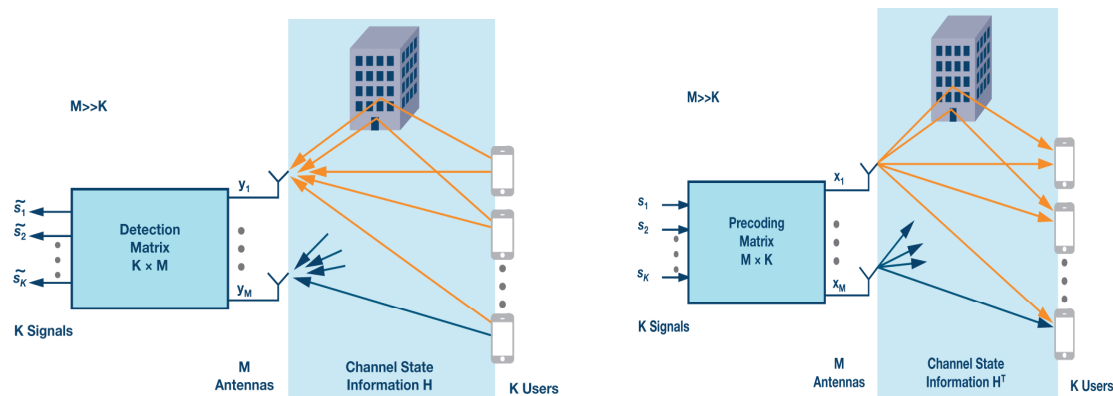 M>>K
y₁
s̃₁
s̃₂
s̃K
Detection
Matrix
K × M
yM
K Signals
M
Antennas
Channel State
Information H
K Users
M>>K
x₁
s₁
s₂
sK
Precoding
Matrix
M × K
xM
K Signals
M
Antennas
Channel State
Information Hᵀ
K Users